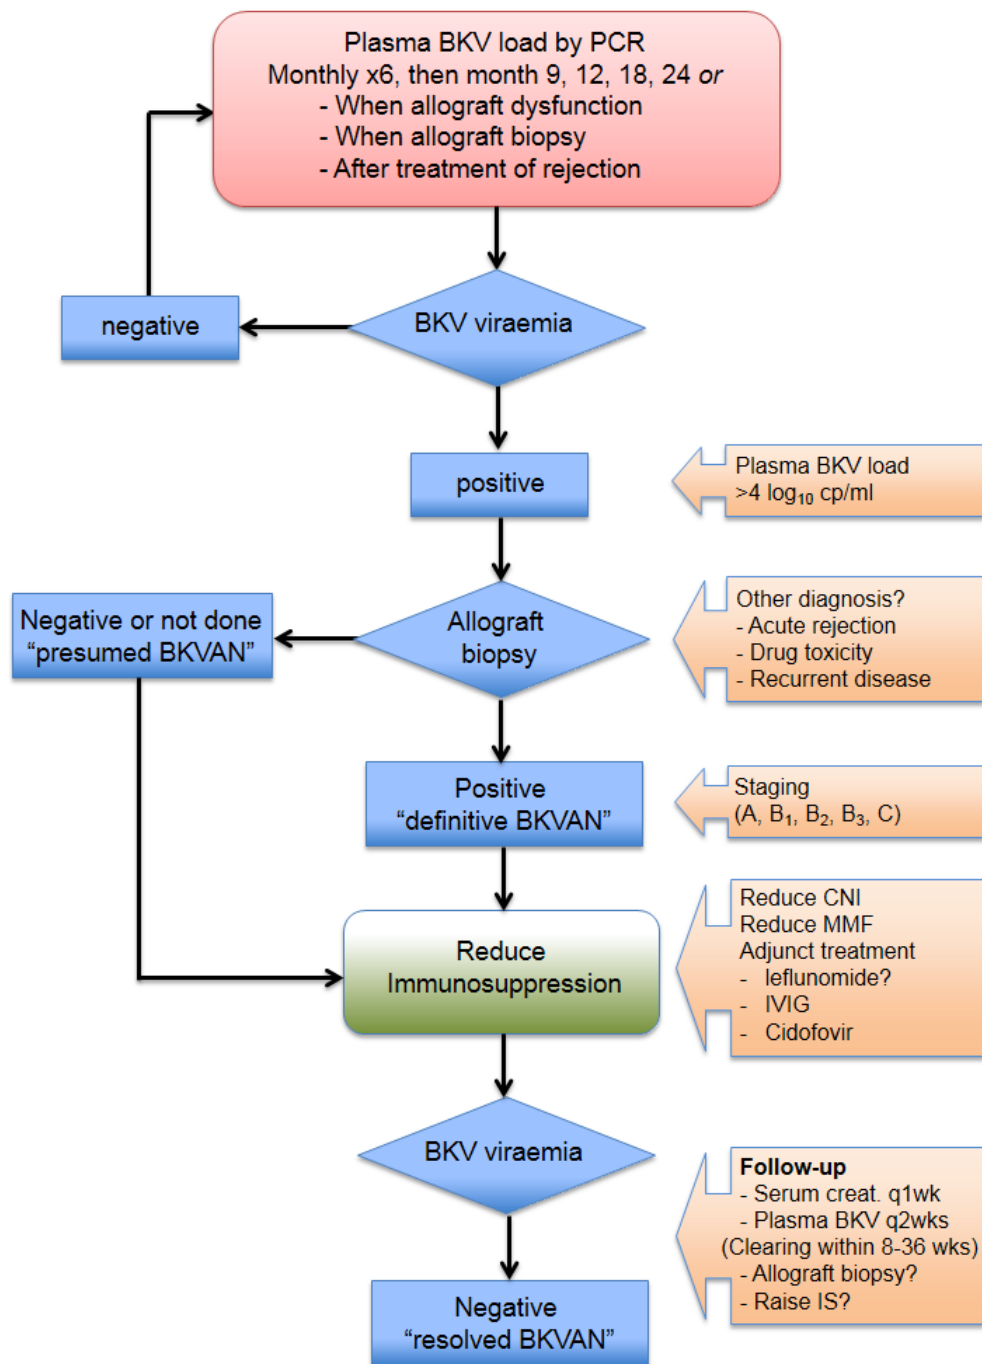 Plasma BKV load by PCR
Monthly x6, then month 9, 12, 18, 24 or
- When allograft dysfunction
- When allograft biopsy
- After treatment of rejection
negative
BKV viraemia
positive
Plasma BKV load
>4 log₁₀ cp/ml
Negative or not done
“presumed BKVAN”
Allograft
biopsy
Other diagnosis?
- Acute rejection
- Drug toxicity
- Recurrent disease
Positive
“definitive BKVAN”
Staging
(A, B₁, B₂, B₃, C)
Reduce
Immunosuppression
Reduce CNI
Reduce MMF
Adjunct treatment
- leflunomide?
- IVIG
- Cidofovir
BKV viraemia
Follow-up
- Serum creat. q1wk
- Plasma BKV q2wks
(Clearing within 8-36 wks)
- Allograft biopsy?
- Raise IS?
Negative
“resolved BKVAN”